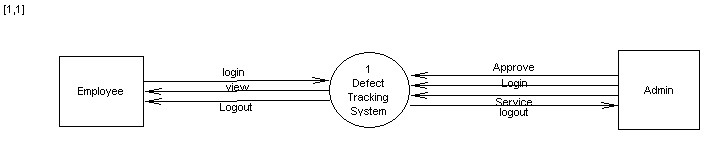 [1,1]
Employee
login
view
Logout
1
Defect
Tracking
System
Approve
Login
Service
logout
Admin